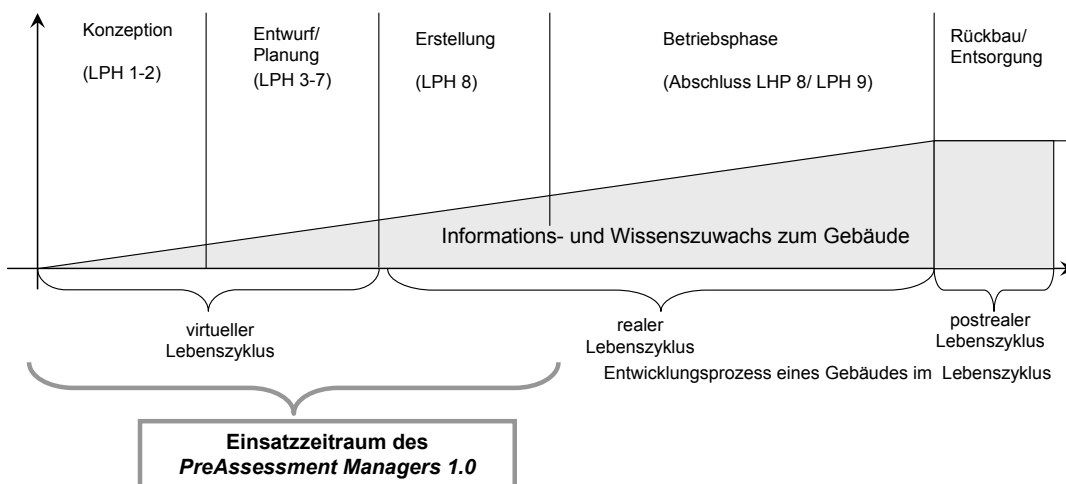 Konzeption
(LPH 1-2)
Entwurf/
Planung
(LPH 3-7)
Erstellung
(LPH 8)
Betriebsphase
(Abschluss LHP 8/ LPH 9)
Rückbau/
Entsorgung
Informations- und Wissenszuwachs zum Gebäude
virtueller
Lebenszyklus
realer
Lebenszyklus
postrealer
Lebenszyklus
Entwicklungsprozess eines Gebäudes im Lebenszyklus
Einsatzzeitraum des
PreAssessment Managers 1.0